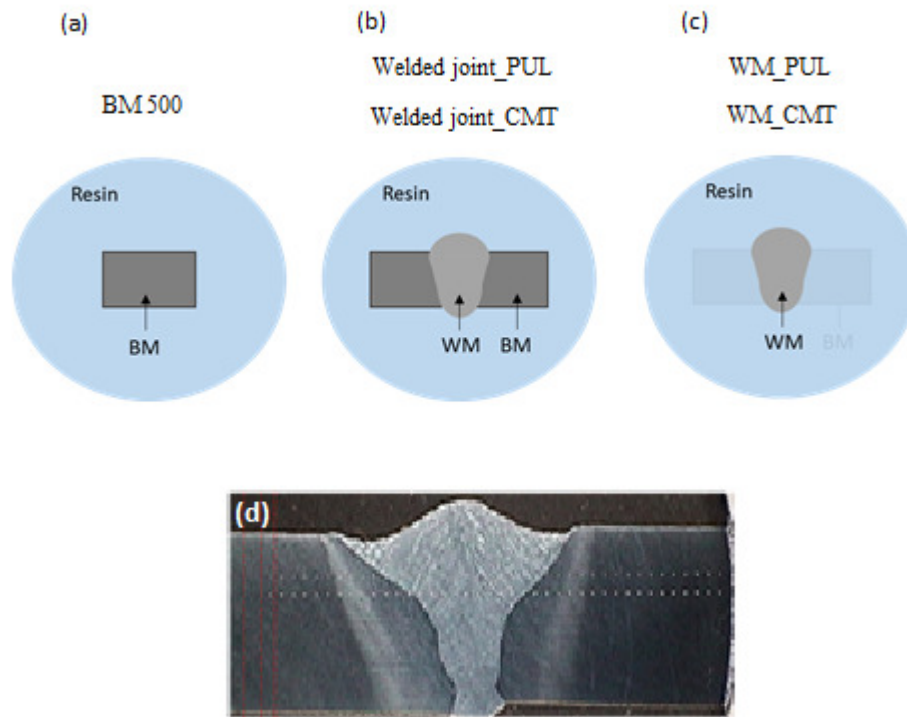 (a)
BM 500
Resin
BM
(b)
Welded joint_PUL
Welded joint_CMT
Resin
WM
BM
(c)
WM_PUL
WM_CMT
Resin
WM
BM
(d)